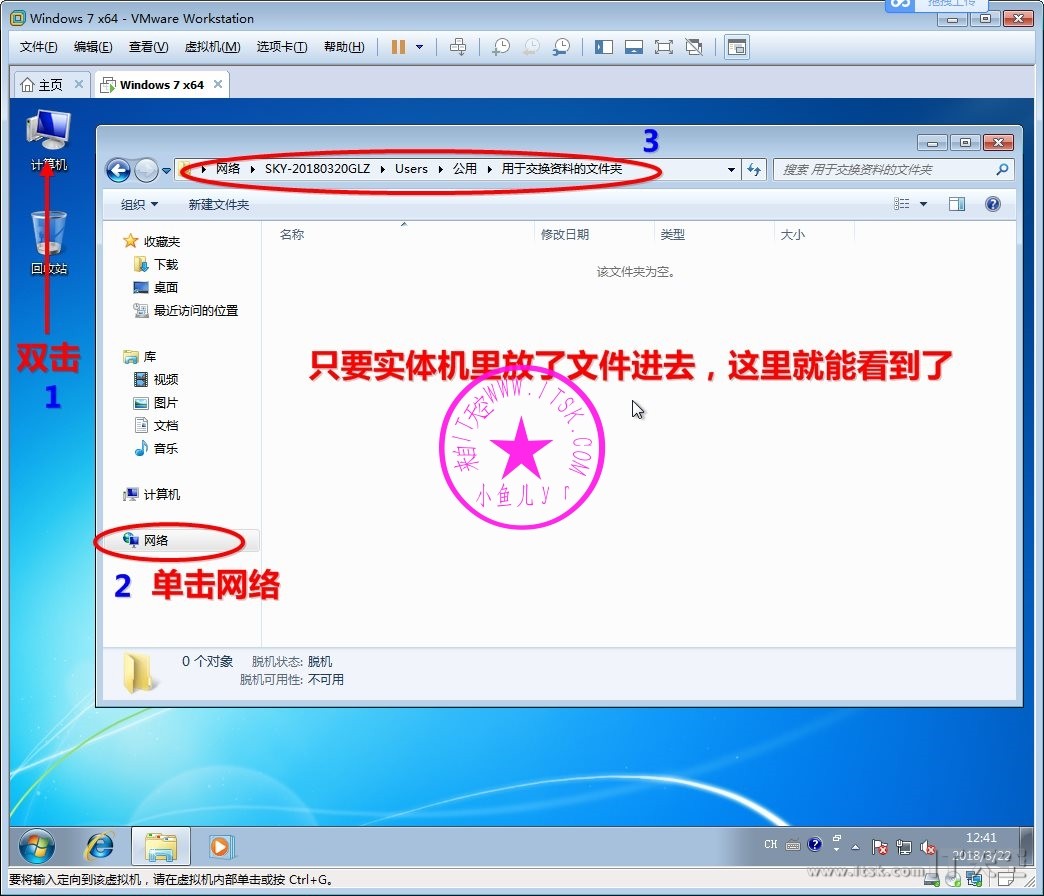 Windows 7 x64 - VMware Workstation
拖拽上传
文件(F) 编辑(E) 查看(V) 虚拟机(M) 选项卡(T) 帮助(H)
主页 Windows 7 x64
计算机
回收站
双击
1
3
网络 SKY-20180320GLZ Users 公用 用于交换资料的文件夹
搜索 用于交换资料的文件夹
组织 新建文件夹
名称 修改日期 类型 大小
该文件夹为空。
收藏夹
下载
桌面
最近访问的位置
库
视频
图片
文档
音乐
计算机
网络
2 单击网络
只要实体机里放了文件进去，这里就能看到了
来自IT天空WWW.ITSK.COM
小鱼儿yr
0 个对象 脱机状态: 脱机
脱机可用性: 不可用
CH
12:41
2018/3/22
www.itsk.com IT天空
要将输入定向到该虚拟机，请在虚拟机内部单击或按 Ctrl+G。